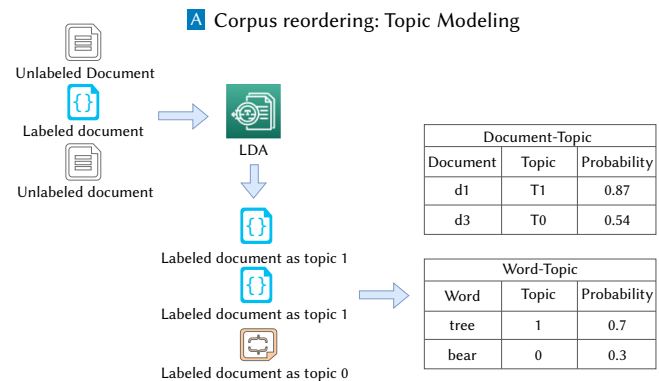 A Corpus reordering: Topic Modeling
Unlabeled Document
Labeled document
Unlabeled document
LDA
Labeled document as topic 1
Labeled document as topic 1
Labeled document as topic 0
Document-Topic
Document Topic Probability
d1 T1 0.87
d3 T0 0.54
Word-Topic
Word Topic Probability
tree 1 0.7
bear 0 0.3